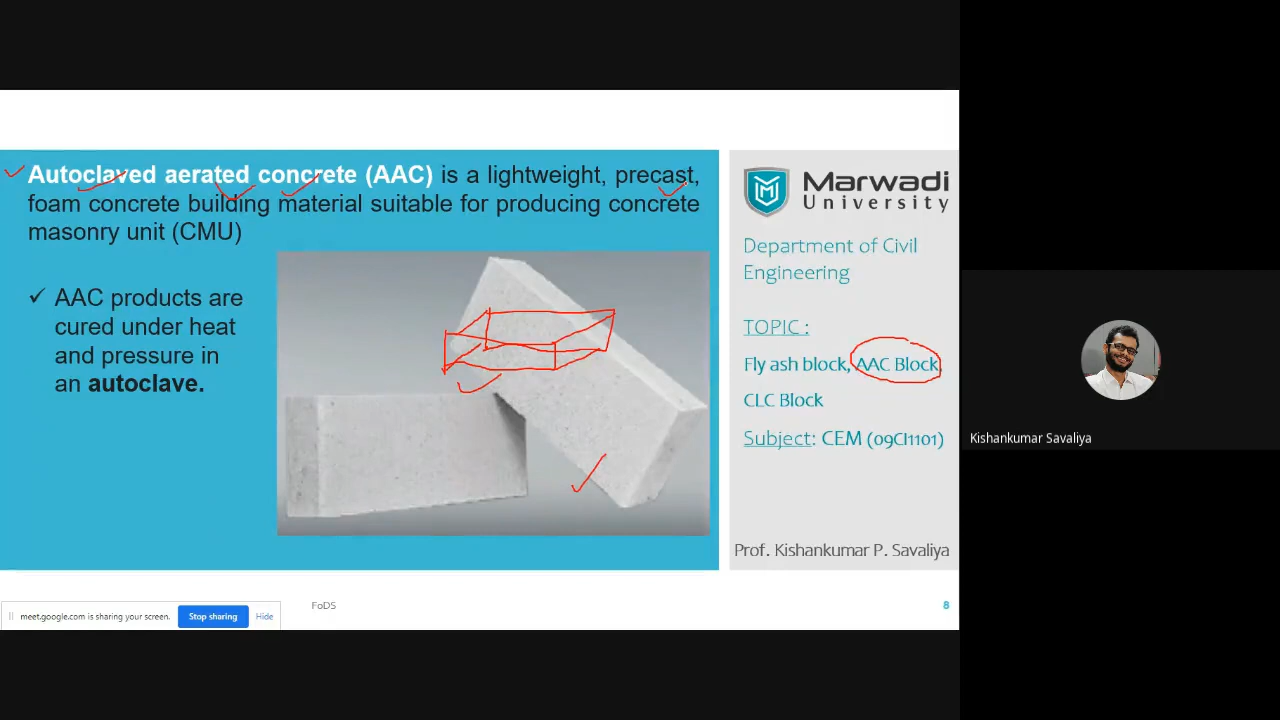 Autoclaved aerated concrete (AAC) is a lightweight, precast,
foam concrete building material suitable for producing concrete
masonry unit (CMU)
✓ AAC products are
cured under heat
and pressure in
an autoclave.
Marwadi
University
Department of Civil
Engineering
TOPIC :
Fly ash block, AAC Block,
CLC Block
Subject: CEM (09CI1101)
Prof. Kishankumar P. Savaliya
Kishankumar Savaliya
FoDS
8
meet.google.com is sharing your screen. Stop sharing Hide